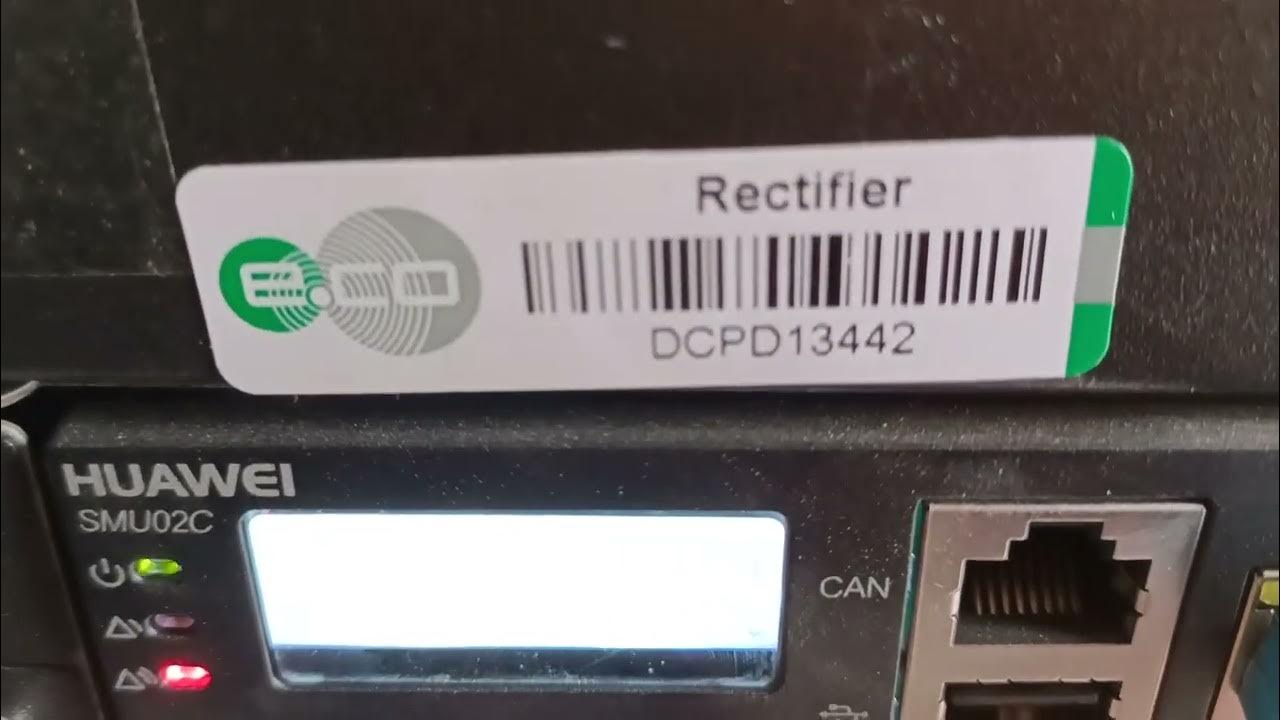 Rectifier
DCPD13442
HUAWEI
SMU02C
CAN